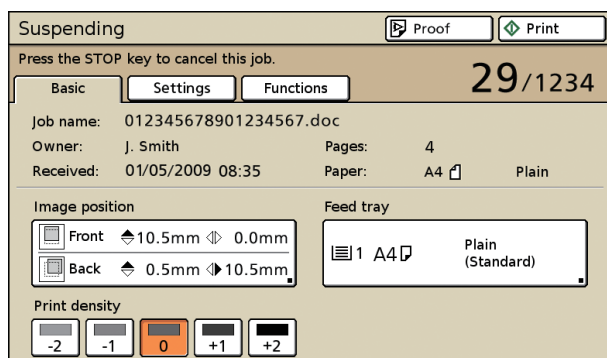 Suspending Proof Print
Press the STOP key to cancel this job.
29/1234
Basic Settings Functions
Job name: 012345678901234567.doc
Owner: J. Smith Pages: 4
Received: 01/05/2009 08:35 Paper: A4 Plain
Image position Feed tray
Front 10.5mm 0.0mm
Back 0.5mm 10.5mm
1 A4 Plain
(Standard)
Print density
-2 -1 0 +1 +2